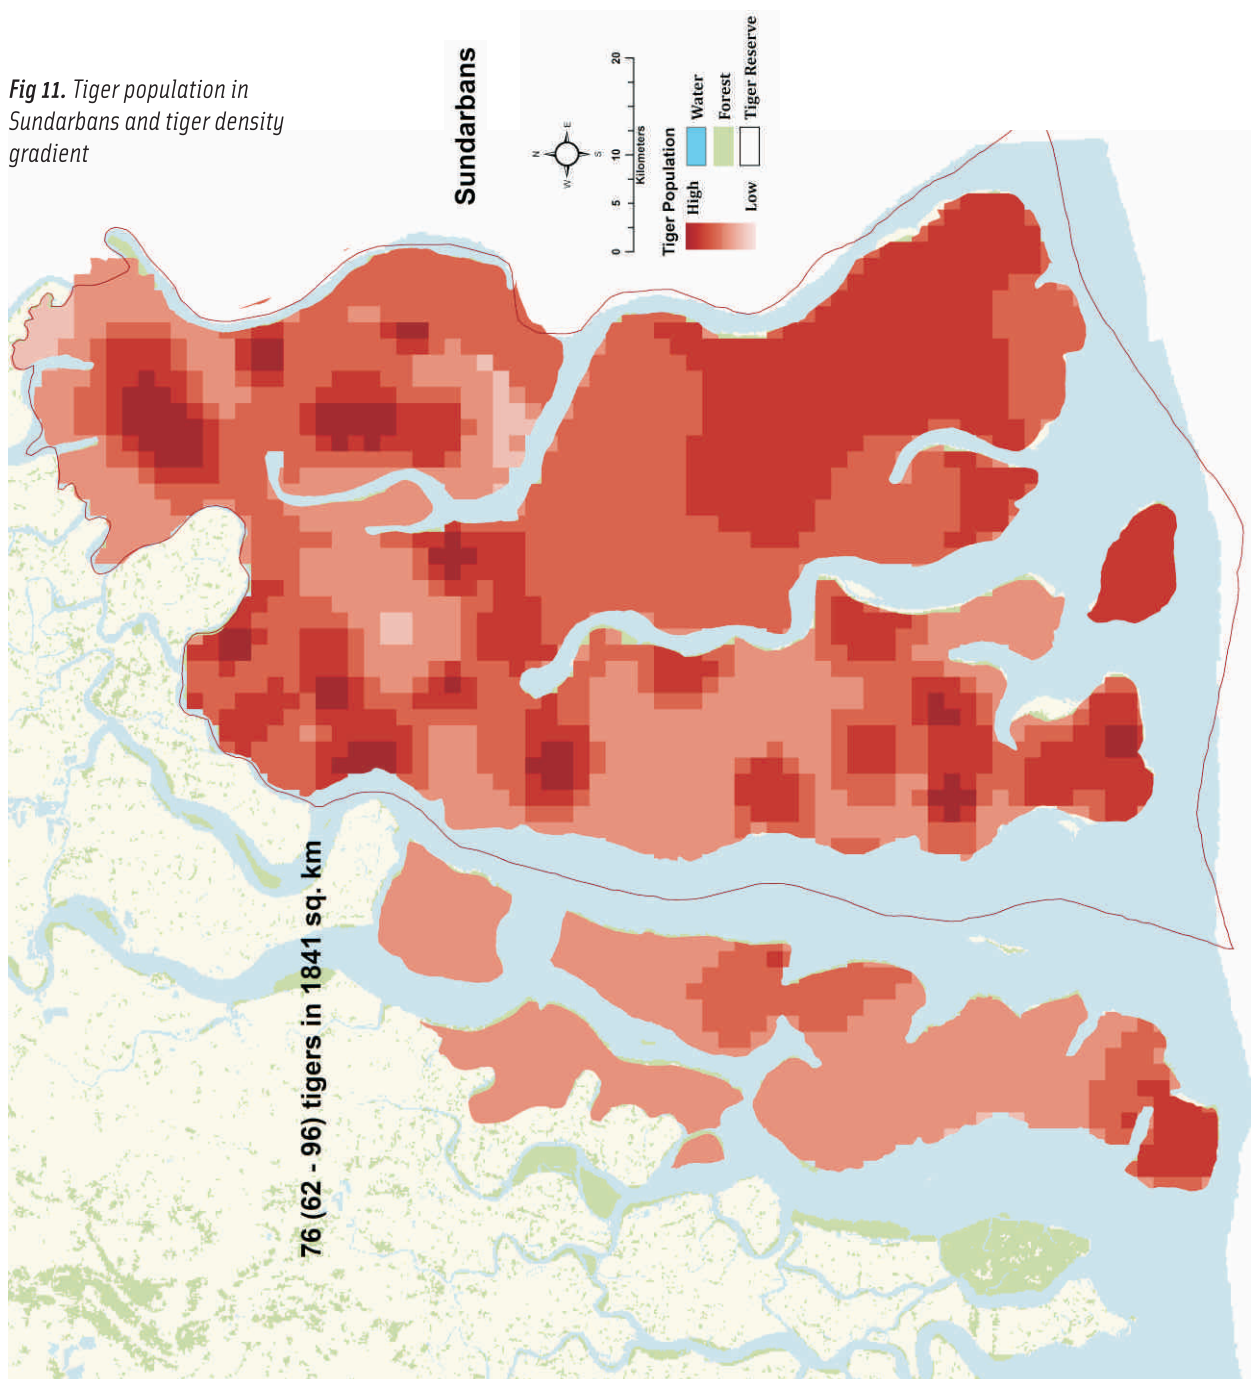 Fig 11. Tiger population in
Sundarbans and tiger density
gradient
Sundarbans
N
E
S
W
0 5 10 20
Kilometers
Tiger Population
High
Low
Water
Forest
Tiger Reserve
76 (62 - 96) tigers in 1841 sq. km